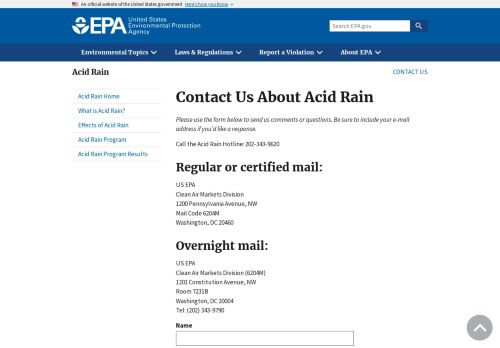 An official website of the United States government Here's how you know
EPA United States
Environmental Protection
Agency
Search EPA.gov
Environmental Topics
Laws & Regulations
Report a Violation
About EPA
Acid Rain
CONTACT US
Acid Rain Home
What is Acid Rain?
Effects of Acid Rain
Acid Rain Program
Acid Rain Program Results
Contact Us About Acid Rain
Please use the form below to send us comments or questions. Be sure to include your e-mail
address if you'd like a response.
Call the Acid Rain Hotline: 202-343-9620
Regular or certified mail:
US EPA
Clean Air Markets Division
1200 Pennsylvania Avenue, NW
Mail Code 6204M
Washington, DC 20460
Overnight mail:
US EPA
Clean Air Markets Division (6204M)
1201 Constitution Avenue, NW
Room 7231B
Washington, DC 20004
Tel: (202) 343-9790
Name